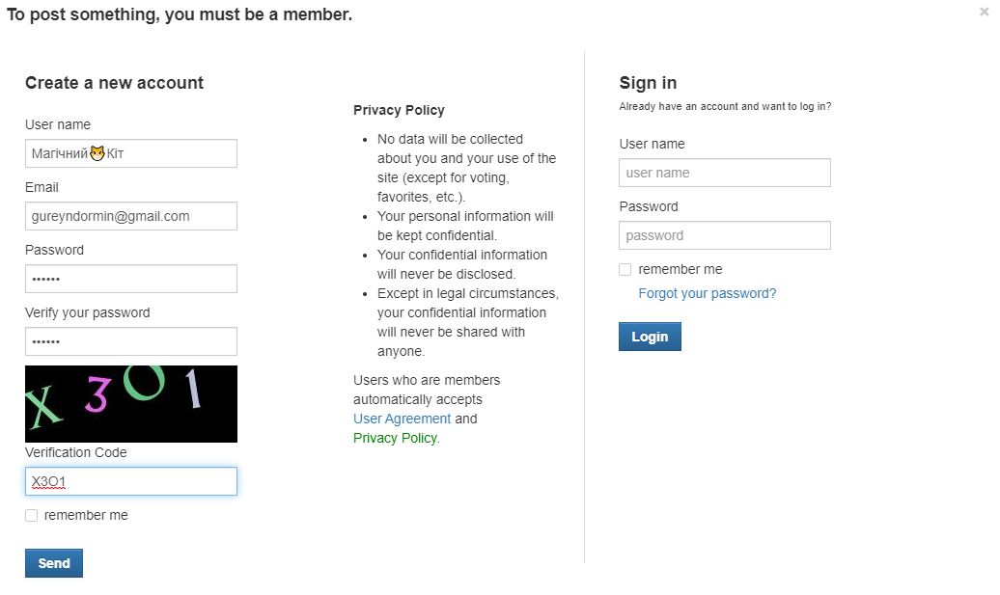 To post something, you must be a member.
×
Create a new account
User name
Магічний🐱Кіт
Email
gureyndormin@gmail.com
Password
••••••
Verify your password
••••••
X3O1
Verification Code
X3O1
remember me
Send
Privacy Policy
• No data will be collected
about you and your use of the
site (except for voting,
favorites, etc.).
• Your personal information will
be kept confidential.
• Your confidential information
will never be disclosed.
• Except in legal circumstances,
your confidential information
will never be shared with
anyone.
Users who are members
automatically accepts
User Agreement and
Privacy Policy.
Sign in
Already have an account and want to log in?
User name
user name
Password
password
remember me
Forgot your password?
Login